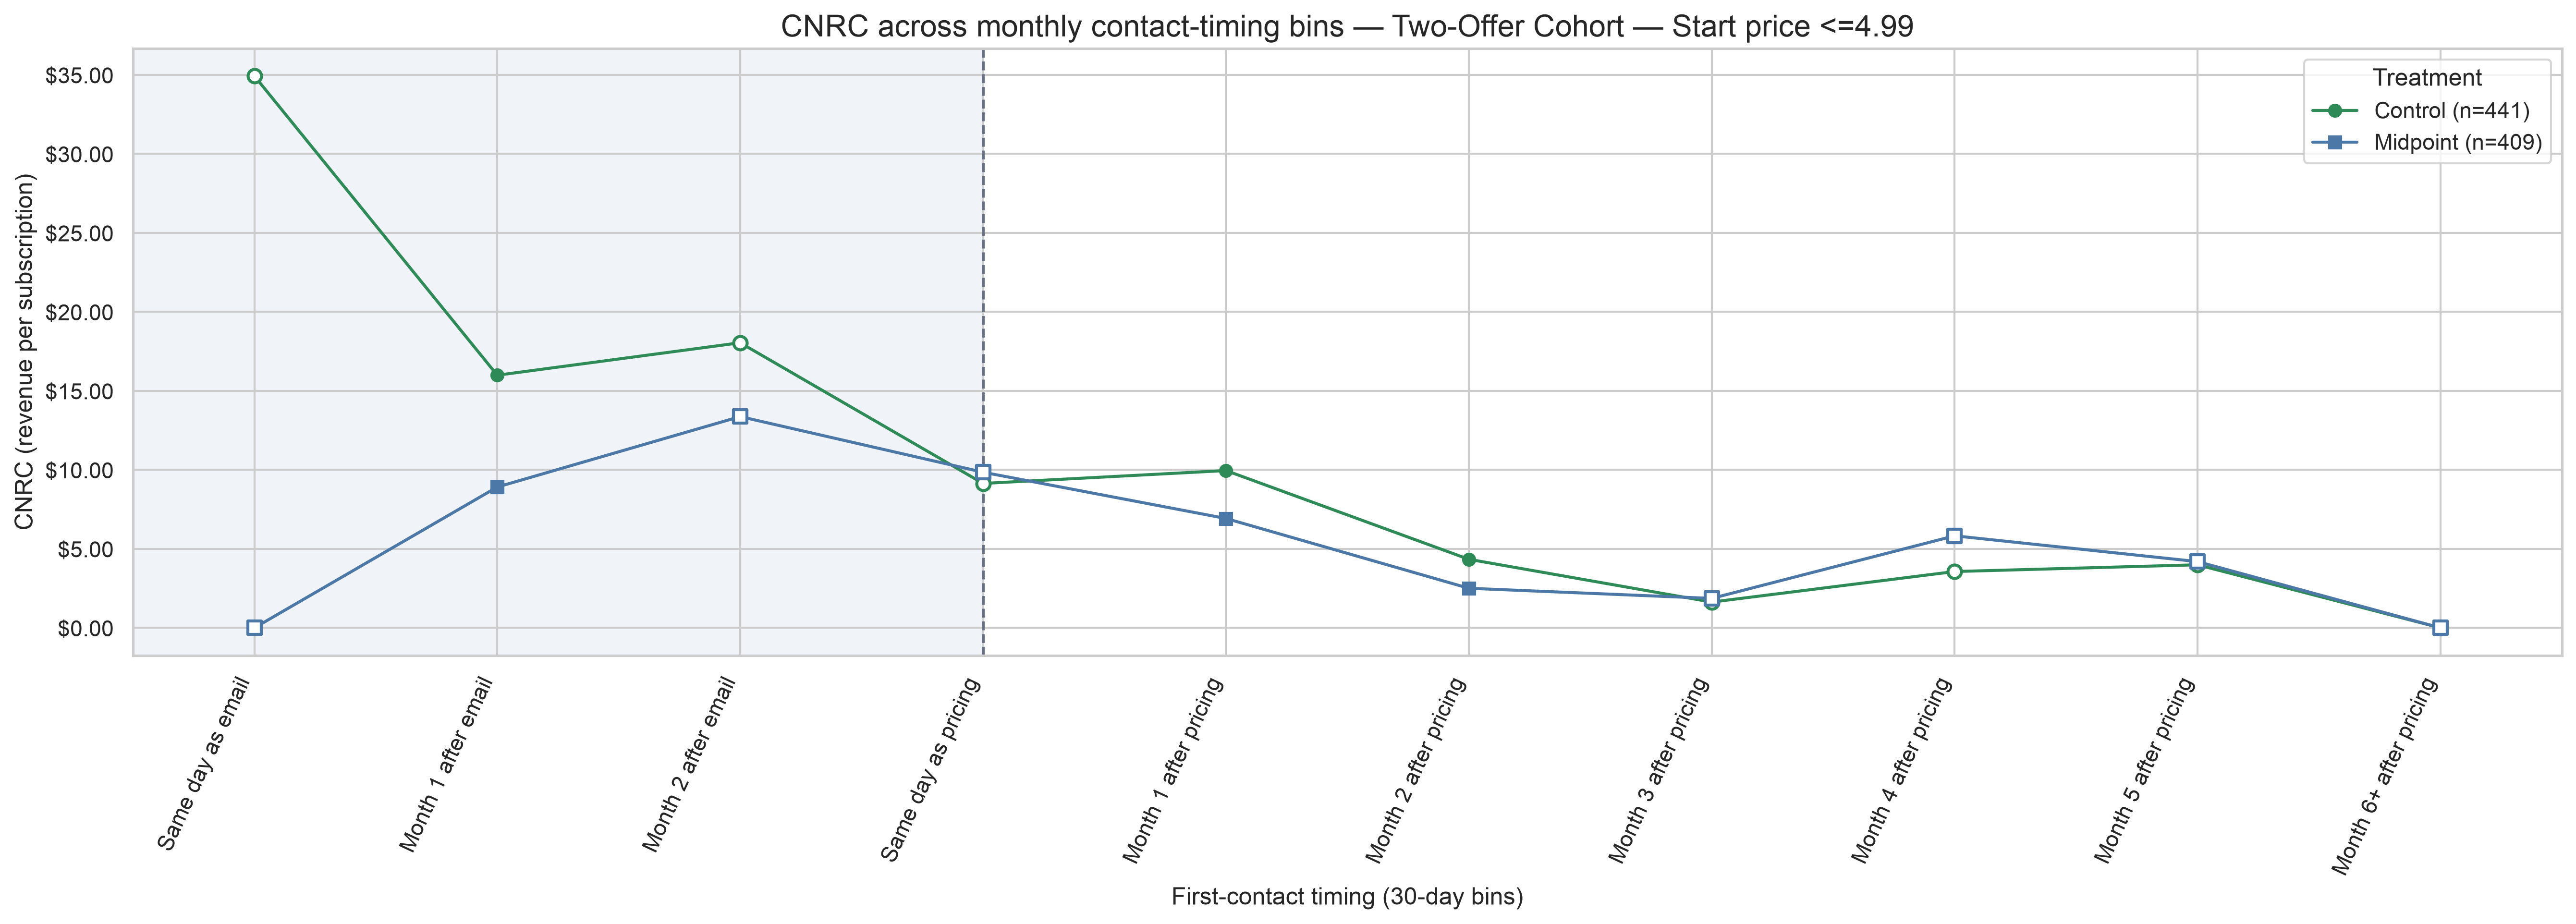 CNRC across monthly contact-timing bins — Two-Offer Cohort — Start price <=4.99
Treatment
Control (n=441)
Midpoint (n=409)
CNRC (revenue per subscription)
$35.00
$30.00
$25.00
$20.00
$15.00
$10.00
$5.00
$0.00
Same day as email
Month 1 after email
Month 2 after email
Same day as pricing
Month 1 after pricing
Month 2 after pricing
Month 3 after pricing
Month 4 after pricing
Month 5 after pricing
Month 6+ after pricing
First-contact timing (30-day bins)